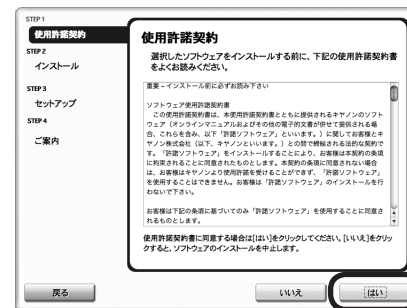 STEP 1
使用許諾契約
STEP 2
インストール
STEP 3
セットアップ
STEP 4
ご案内
使用許諾契約
選択したソフトウェアをインストールする前に、下記の使用許諾契約書
をよくお読みください。
重要 – インストール前に必ずお読み下さい
ソフトウェア使用許諾契約書
この使用許諾契約書は、本使用許諾契約書とともに提供されるキヤノンのソフト
ウェア（オンラインマニュアルおよびその他の電子的文書が併せて提供される場
合、これらを含み、以下「許諾ソフトウェア」といいます。）に関してお客様とキ
ヤノン株式会社（以下、キヤノンといいます。）との間で締結される法的な契約で
す。「許諾ソフトウェア」をインストールすることにより、お客様は本契約の条項
に拘束されることに同意されたものとします。本契約の条項に同意されない場合
は、お客様はキヤノンより使用許諾を受けることができず、「許諾ソフトウェア」
を使用することはできません。お客様は「許諾ソフトウェア」のインストールを行
わないで下さい。
お客様は下記の条項に基づいてのみ「許諾ソフトウェア」を使用することに同意さ
れるものとします。
使用許諾契約書に同意する場合は[はい]をクリックしてください。[いいえ]をクリッ
クすると、ソフトウェアのインストールを中止します。
戻る
いいえ
はい